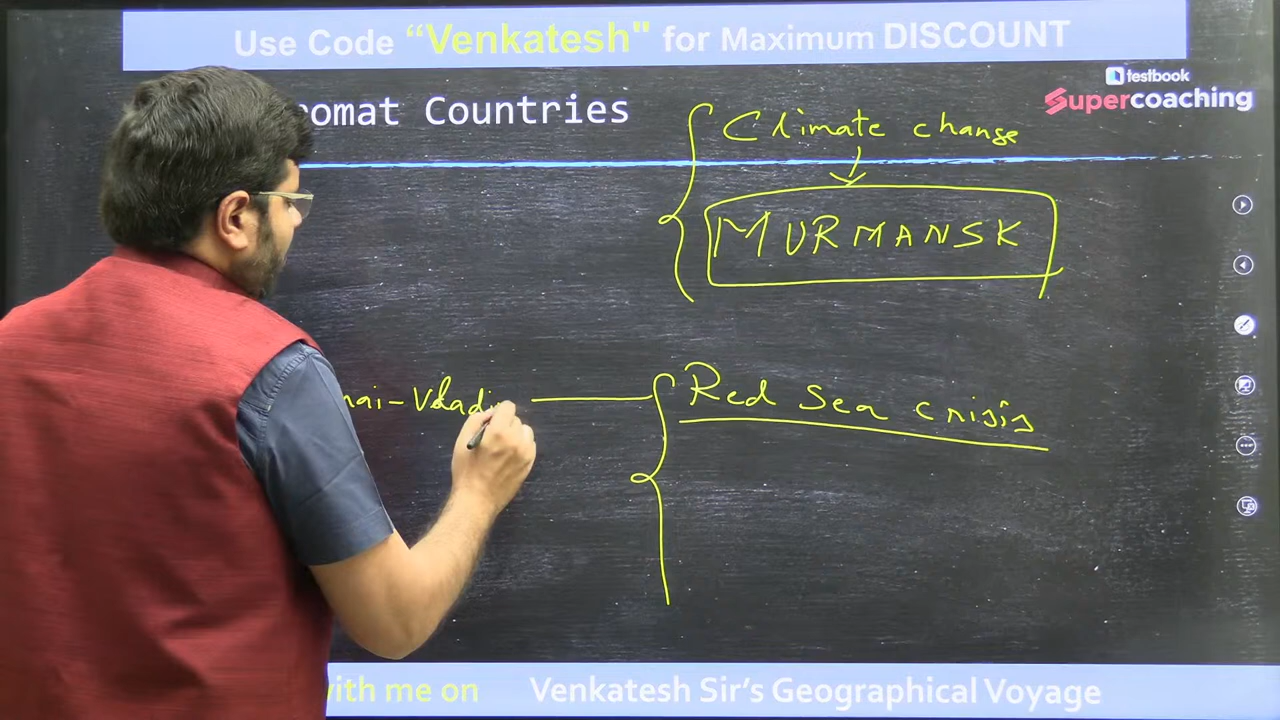 Use Code “Venkatesh" for Maximum DISCOUNT
testbook
Supercoaching
Countries
Climate change
MURMANSK
Red Sea crisis
with me on Venkatesh Sir's Geographical Voyage